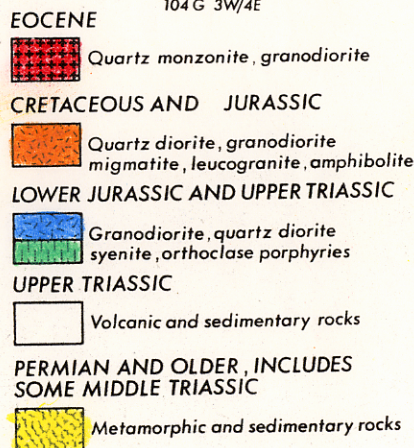 104 G 3W/4E
EOCENE
Quartz monzonite, granodiorite
CRETACEOUS AND JURASSIC
Quartz diorite, granodiorite
migmatite, leucogranite, amphibolite
LOWER JURASSIC AND UPPER TRIASSIC
Granodiorite, quartz diorite
syenite, orthoclase porphyries
UPPER TRIASSIC
Volcanic and sedimentary rocks
PERMIAN AND OLDER, INCLUDES
SOME MIDDLE TRIASSIC
Metamorphic and sedimentary rocks